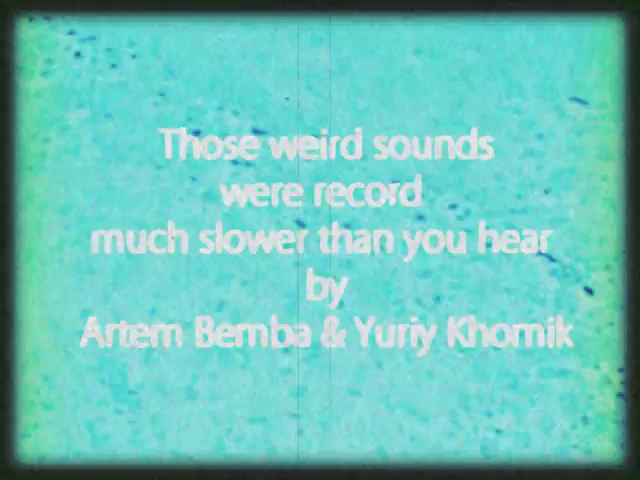 Those weird sounds
were record
much slower than you hear
by
Artem Bemba & Yuriy Khomik